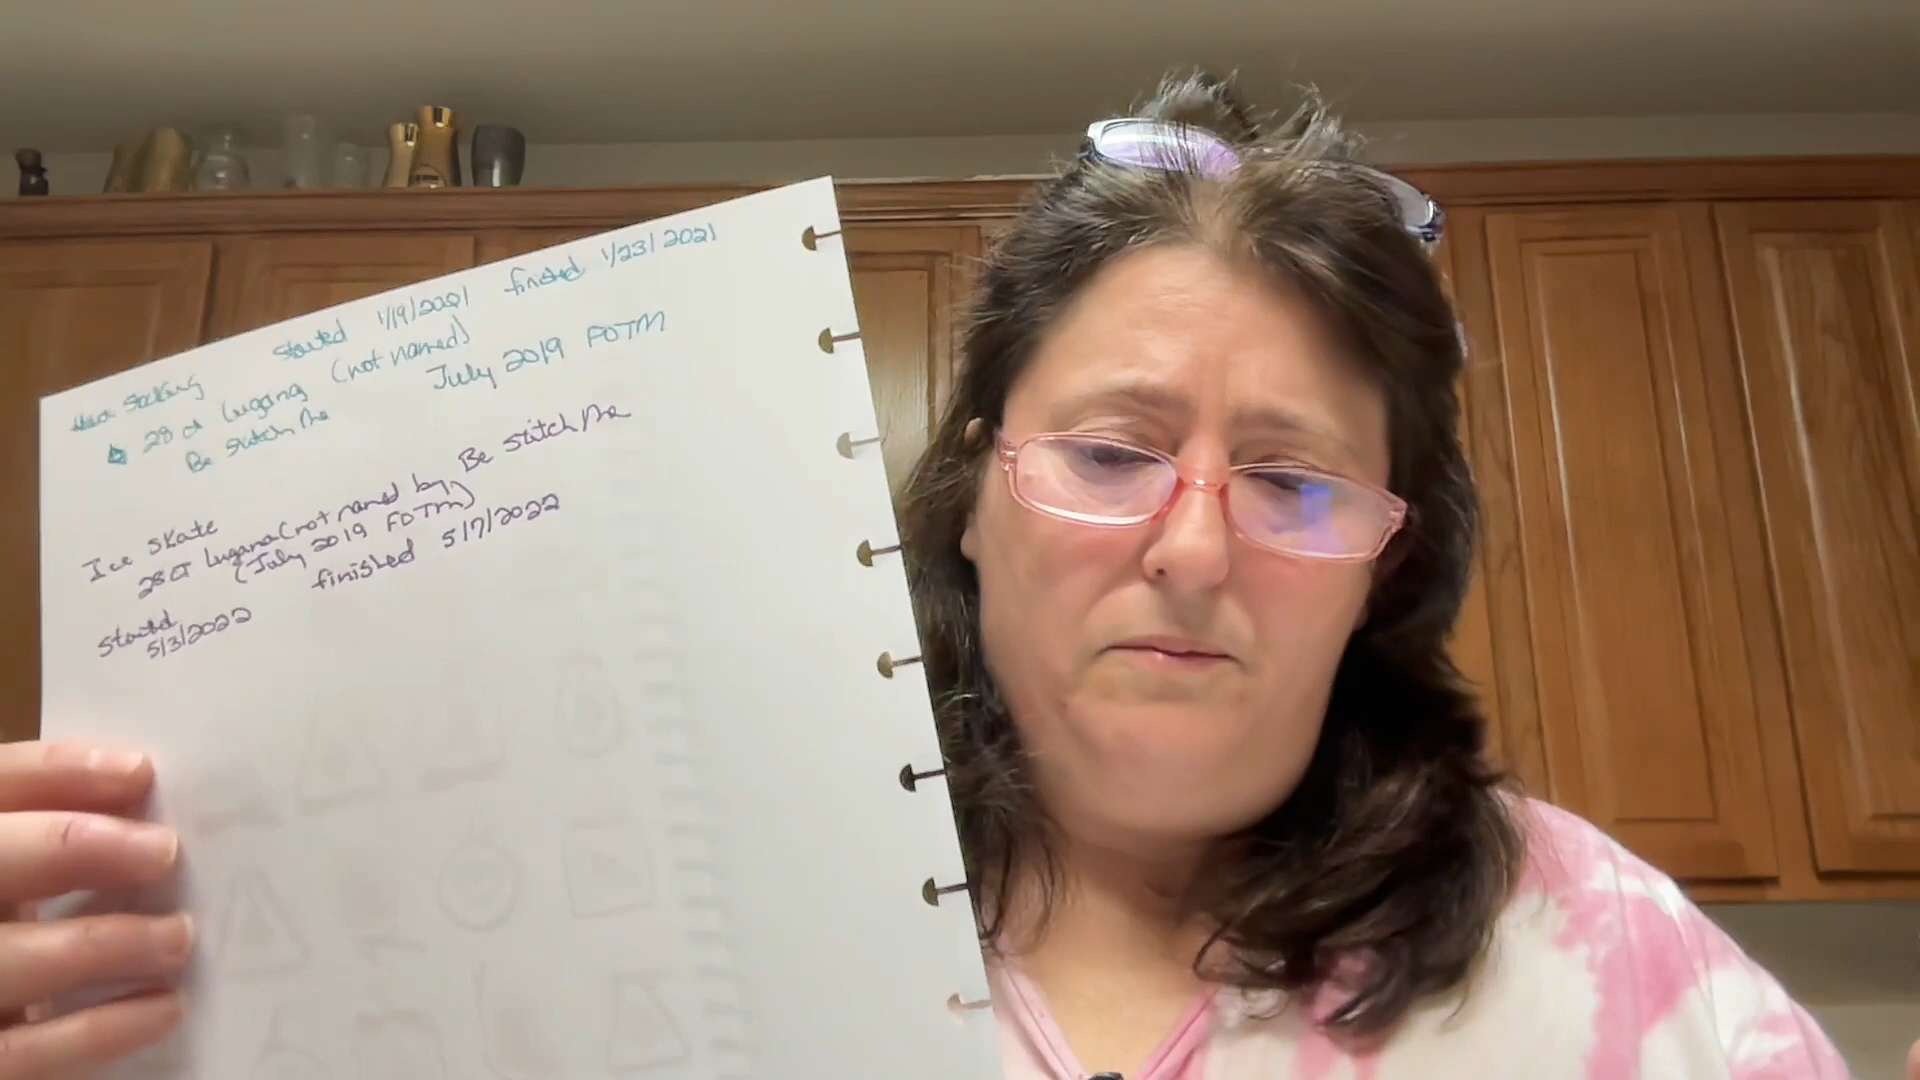 Stocking started 1/19/2021 finished 1/23/2021
28 ct Lugana (not named) July 2019 FOTM
Be Stitch Me
Ice Skate
28 ct Lugana (not named by Be Stitch Me
(July 2019 FOTM)
started finished 5/7/2022
5/3/2022